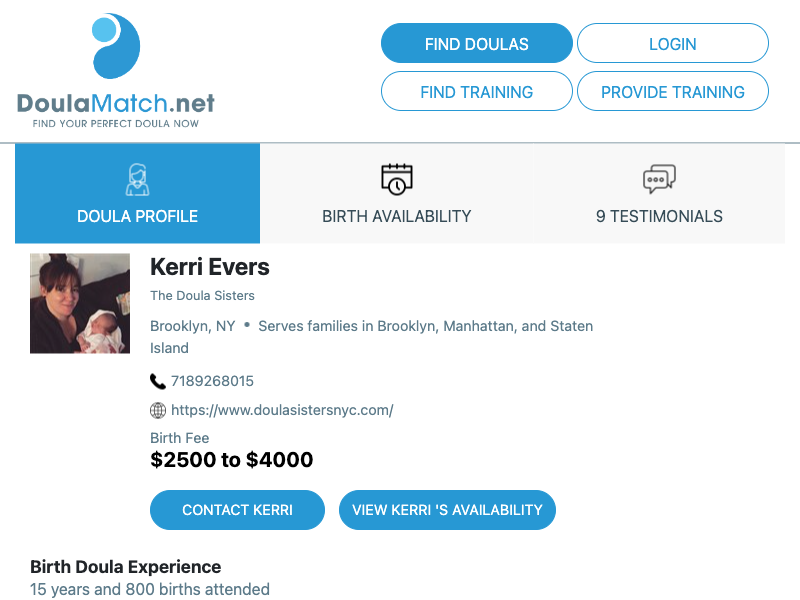 DoulaMatch.net
FIND YOUR PERFECT DOULA NOW
FIND DOULAS
LOGIN
FIND TRAINING
PROVIDE TRAINING
DOULA PROFILE
BIRTH AVAILABILITY
9 TESTIMONIALS
Kerri Evers
The Doula Sisters
Brooklyn, NY • Serves families in Brooklyn, Manhattan, and Staten
Island
7189268015
https://www.doulasistersnyc.com/
Birth Fee
$2500 to $4000
CONTACT KERRI
VIEW KERRI 'S AVAILABILITY
Birth Doula Experience
15 years and 800 births attended